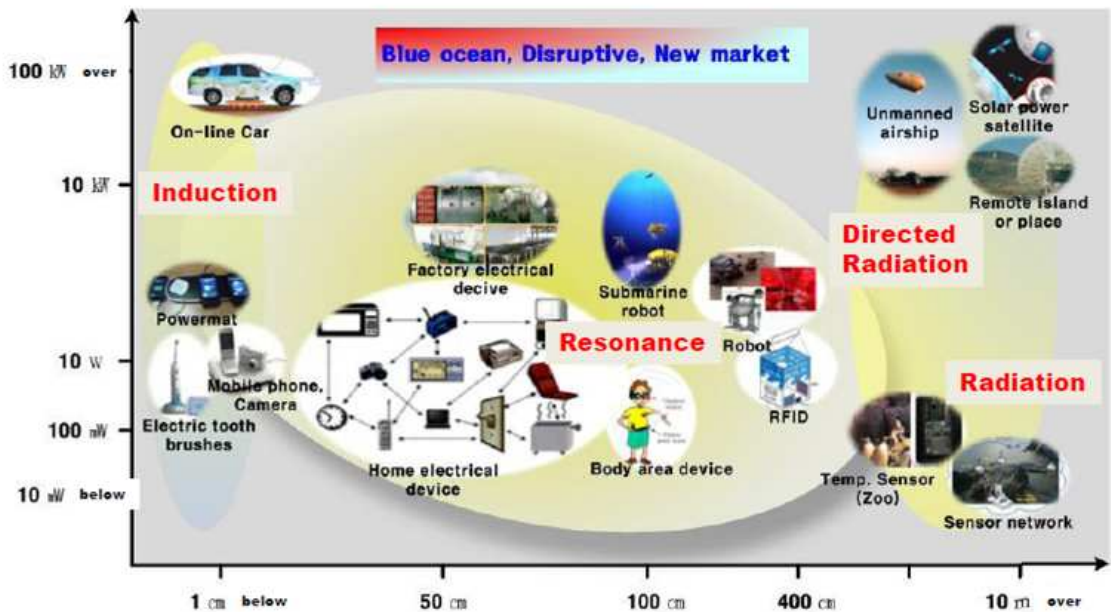 Blue ocean, Disruptive, New market
100 kW over
On-line Car
Unmanned
airship
Solar power
satellite
10 kW
Induction
Remote island
or place
Directed
Radiation
Factory electrical
decive
Submarine
robot
Powermat
Resonance
Robot
10 W
Mobile phone,
Camera
Radiation
RFID
100 mW
Electric tooth
brushes
Home electrical
device
Body area device
Temp. Sensor
(Zoo)
10 mW below
Sensor network
1 cm below
50 cm
100 cm
400 cm
10 m over